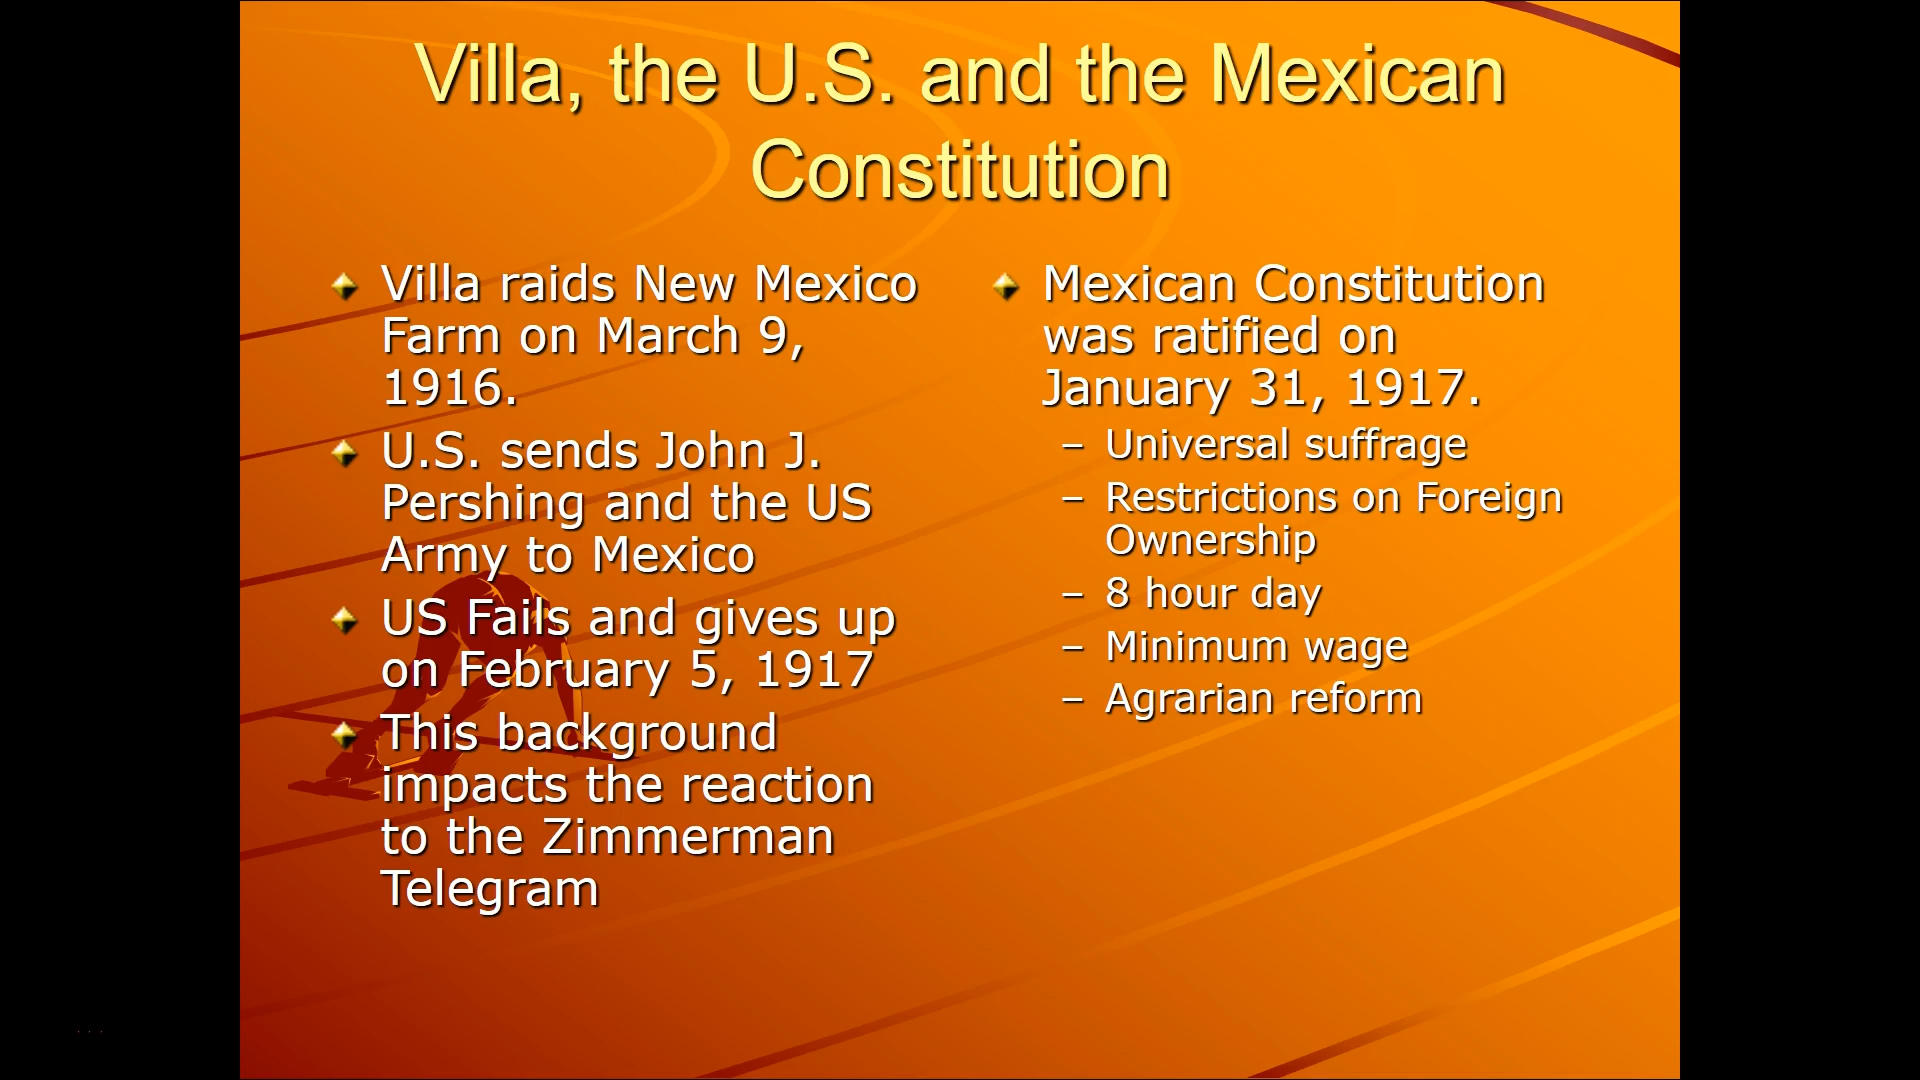 Villa, the U.S. and the Mexican
Constitution
Villa raids New Mexico
Farm on March 9,
1916.
U.S. sends John J.
Pershing and the US
Army to Mexico
US Fails and gives up
on February 5, 1917
This background
impacts the reaction
to the Zimmerman
Telegram
Mexican Constitution
was ratified on
January 31, 1917.
– Universal suffrage
– Restrictions on Foreign
Ownership
– 8 hour day
– Minimum wage
– Agrarian reform